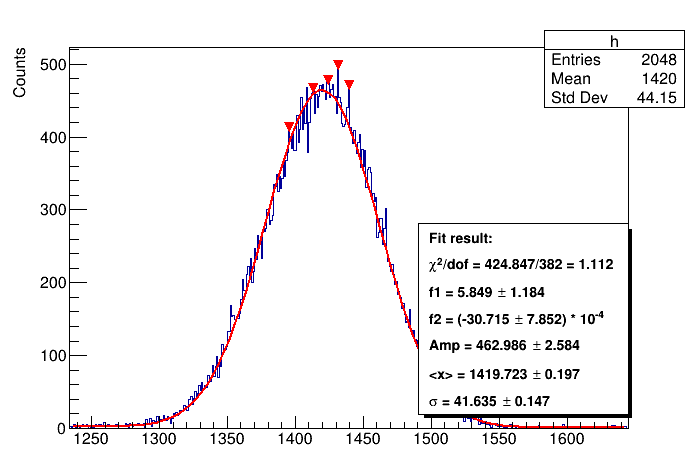 h
Entries 2048
Mean 1420
Std Dev 44.15
Counts
500
400
300
200
100
0
Fit result:
χ²/dof = 424.847/382 = 1.112
f1 = 5.849 ± 1.184
f2 = (-30.715 ± 7.852) * 10⁻⁴
Amp = 462.986 ± 2.584
<x> = 1419.723 ± 0.197
σ = 41.635 ± 0.147
1250 1300 1350 1400 1450 1500 1550 1600